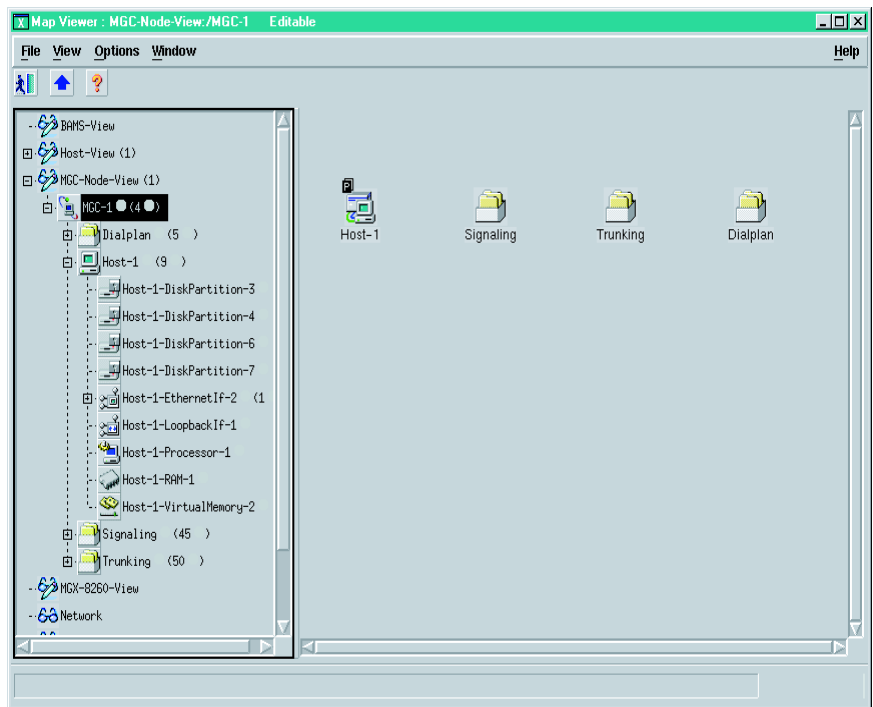 X Map Viewer : MGC-Node-View:/MGC-1 Editable
File View Options Window Help
?
BAMS-View
Host-View (1)
MGC-Node-View (1)
MGC-1 (4 )
Dialplan (5 )
Host-1 (9 )
Host-1-DiskPartition-3
Host-1-DiskPartition-4
Host-1-DiskPartition-6
Host-1-DiskPartition-7
Host-1-EthernetIf-2 (1
Host-1-LoopbackIf-1
Host-1-Processor-1
Host-1-RAM-1
Host-1-VirtualMemory-2
Signaling (45 )
Trunking (50 )
MGX-8260-View
Network
P
Host-1 Signaling Trunking Dialplan